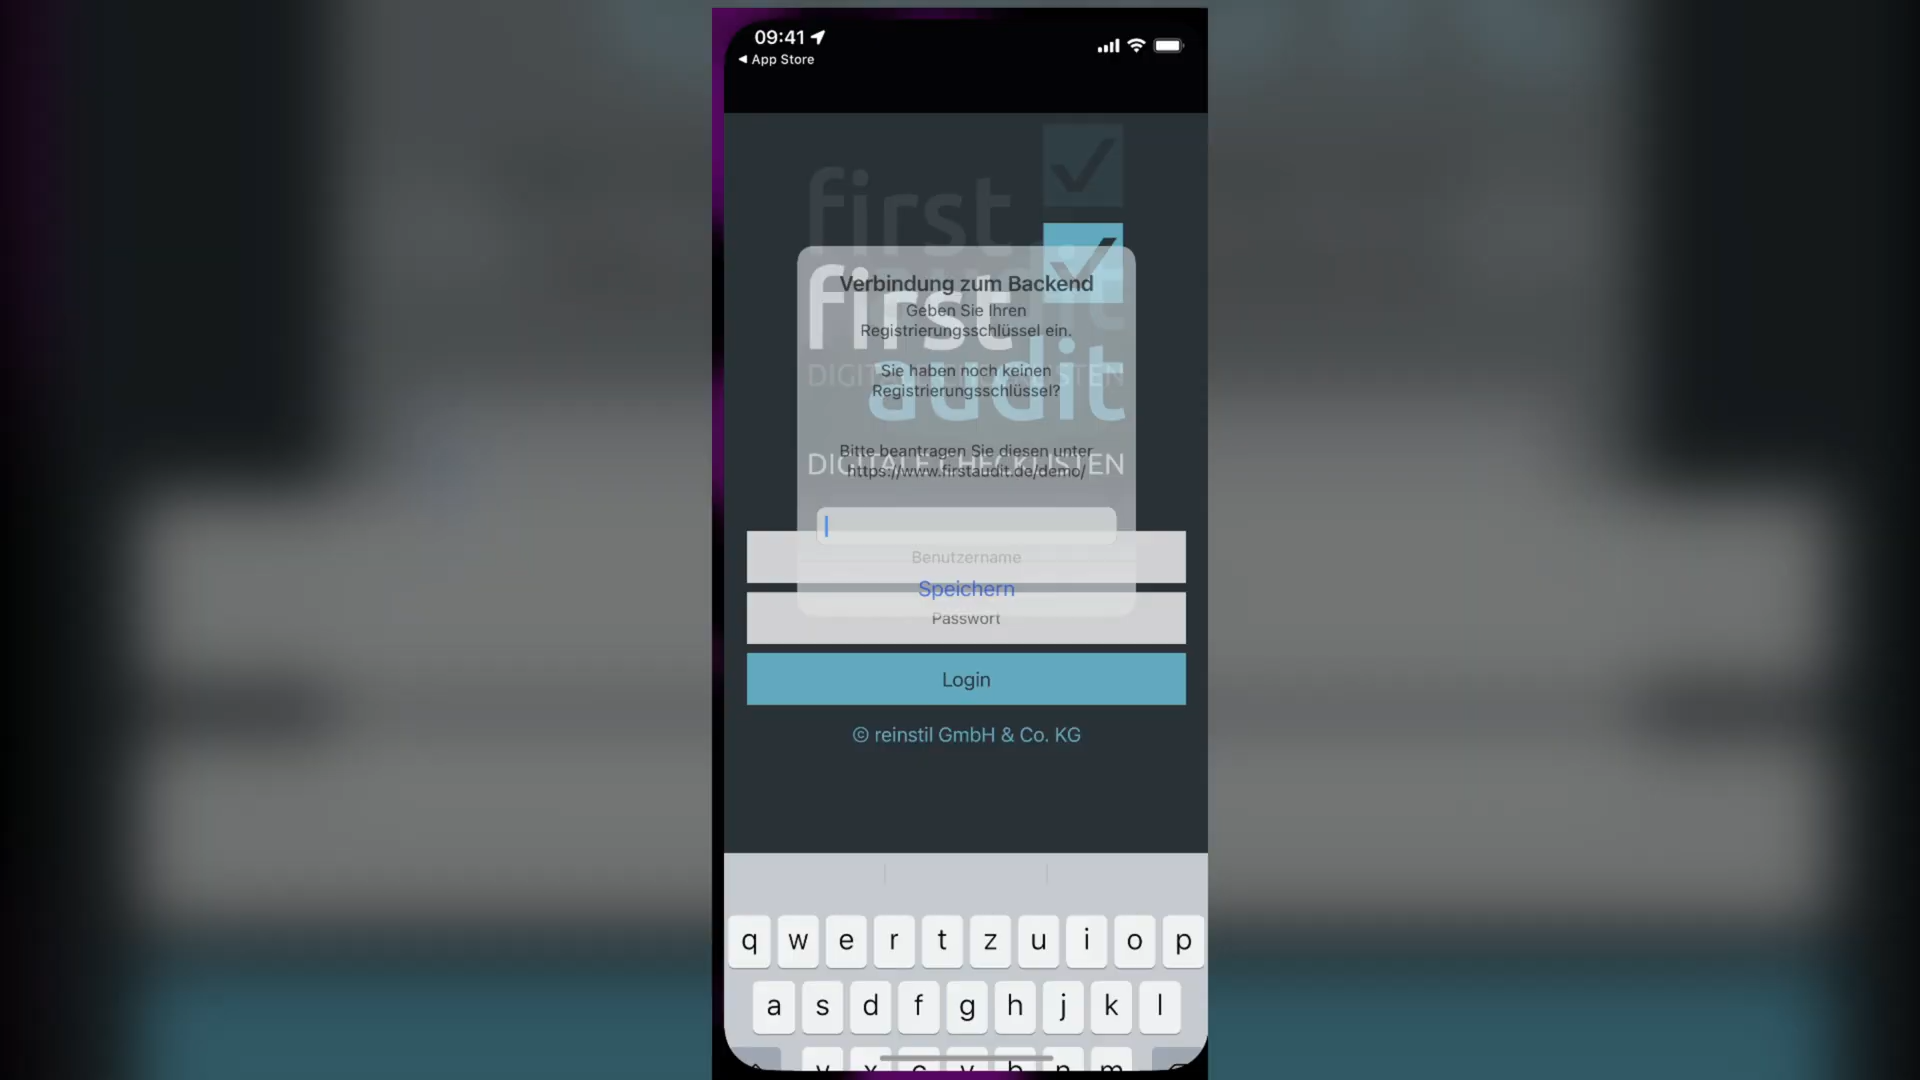 09:41
App Store
first
audit
first
Verbindung zum Backend
Geben Sie Ihren
Registrierungsschlüssel ein.
audit
Sie haben noch keinen
Registrierungsschlüssel?
Bitte beantragen Sie diesen unter
https://www.firstaudit.de/demo/
DIGITALE CHECKLISTEN
Benutzername
Speichern
Passwort
Login
© reinstil GmbH & Co. KG
q w e r t z u i o p
a s d f g h j k l
y x c v b n m